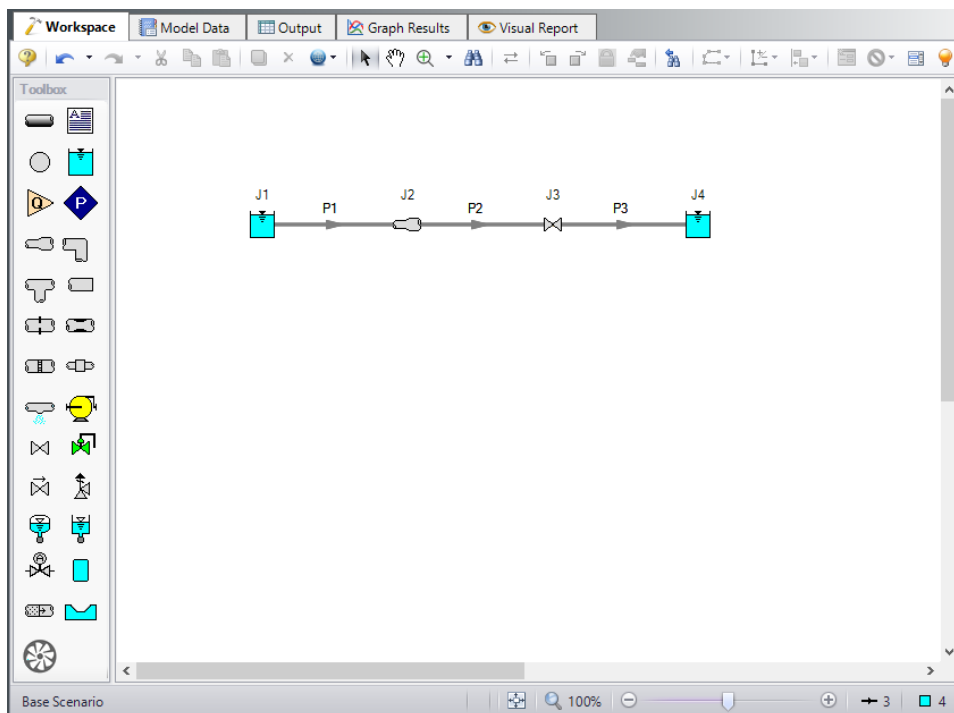 Workspace
Model Data
Output
Graph Results
Visual Report
Toolbox
A
Q
P
J1
J2
J3
J4
P1
P2
P3
A
Base Scenario
100%
3
4